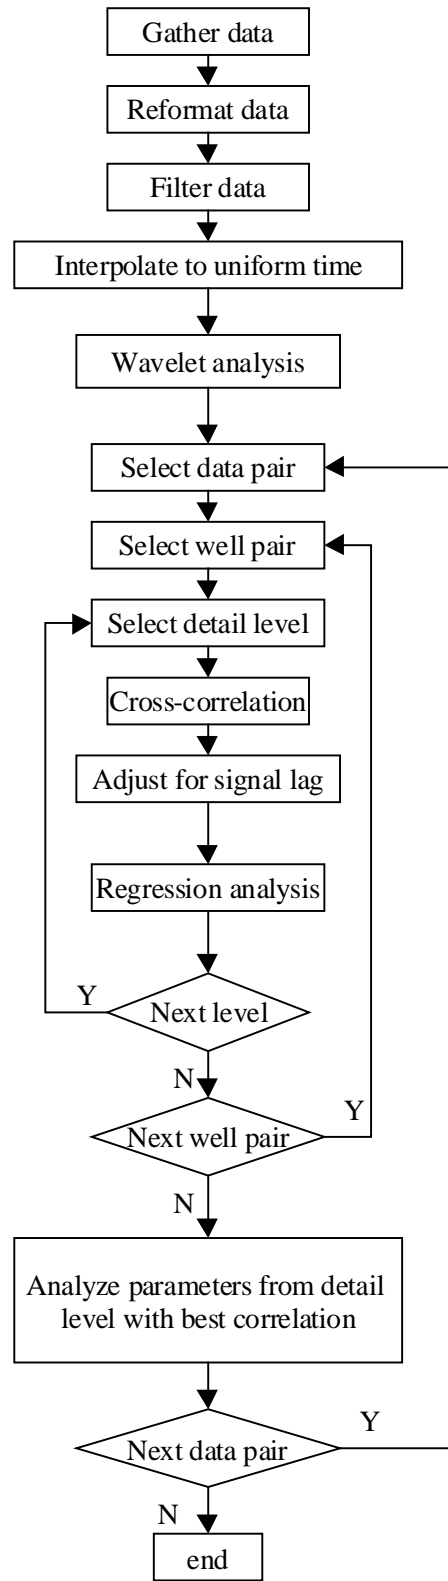 Gather data
Reformat data
Filter data
Interpolate to uniform time
Wavelet analysis
Select data pair
Select well pair
Select detail level
Cross-correlation
Adjust for signal lag
Regression analysis
Y
Next level
N
Y
Next well pair
N
Analyze parameters from detail
level with best correlation
Y
Next data pair
N
end